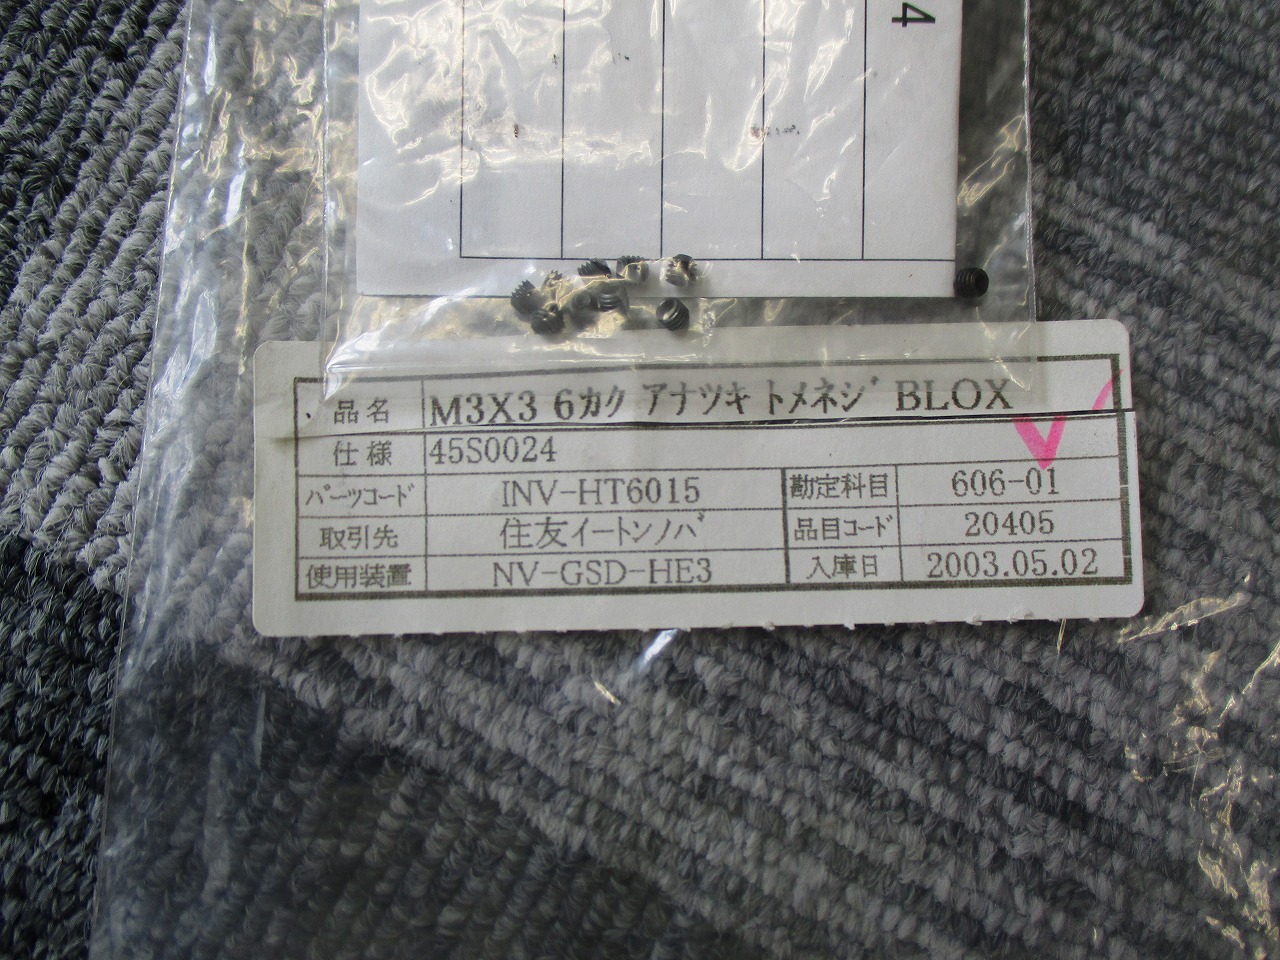 4
品名 M3X3 6カク アナツキ トメネジ BLOX
仕様 45S0024
パーツコード INV-HT6015 勘定科目 606-01
取引先 住友イートンノバ 品目コード 20405
使用装置 NV-GSD-HE3 入庫日 2003.05.02